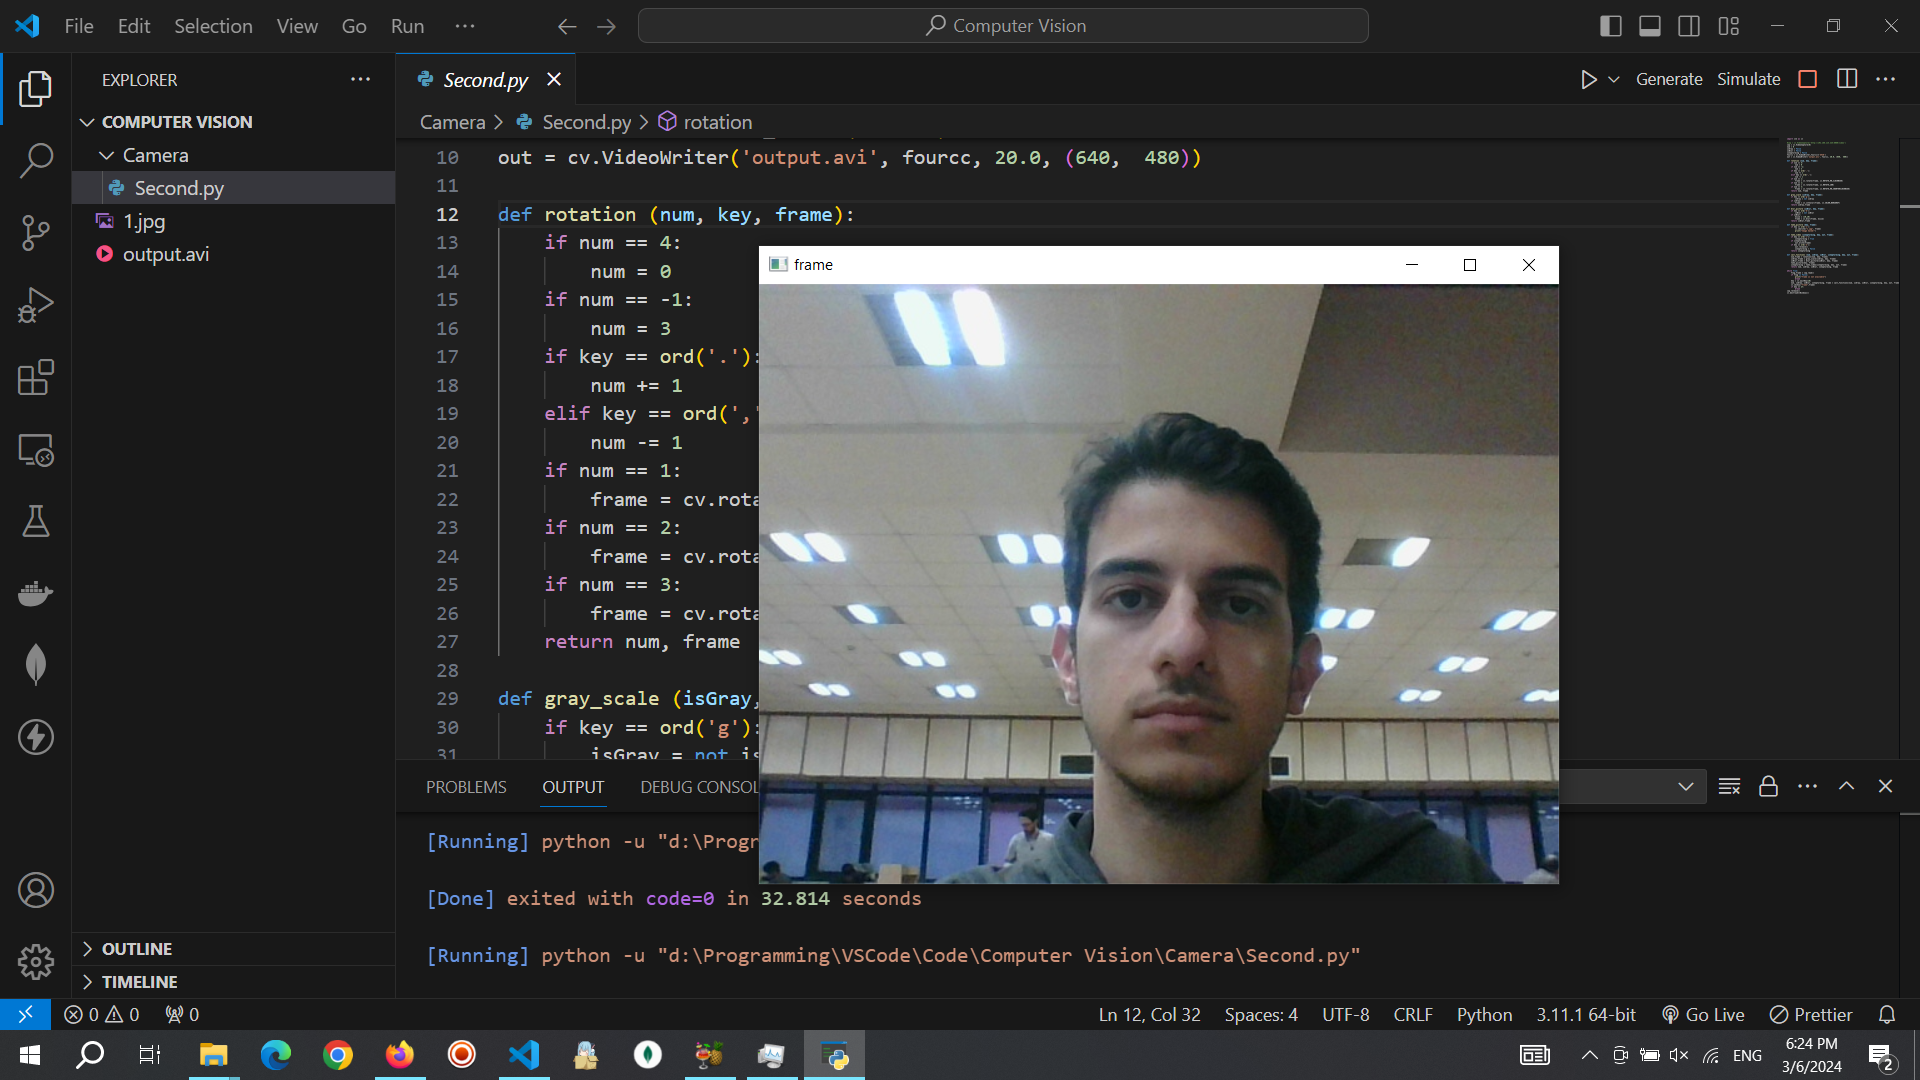 File Edit Selection View Go Run ···
Computer Vision
EXPLORER ···
COMPUTER VISION
Camera
Second.py
1.jpg
output.avi
OUTLINE
TIMELINE
Second.py
Generate Simulate ···
Camera > Second.py > rotation
10 out = cv.VideoWriter('output.avi', fourcc, 20.0, (640,  480))
11
12 def rotation (num, key, frame):
13 if num == 4:
14 num = 0
15 if num == -1:
16 num = 3
17 if key == ord('.'):
18 num += 1
19 elif key == ord(',
20 num -= 1
21 if num == 1:
22 frame = cv.rota
23 if num == 2:
24 frame = cv.rota
25 if num == 3:
26 frame = cv.rota
27 return num, frame
28
29 def gray_scale (isGray,
30 if key == ord('g'):
31 isGray = not is
frame
PROBLEMS OUTPUT DEBUG CONSOL
[Running] python -u "d:\Progr
[Done] exited with code=0 in 32.814 seconds
[Running] python -u "d:\Programming\VSCode\Code\Computer Vision\Camera\Second.py"
0 0 0
Ln 12, Col 32 Spaces: 4 UTF-8 CRLF Python 3.11.1 64-bit Go Live Prettier
ENG
6:24 PM
3/6/2024
2